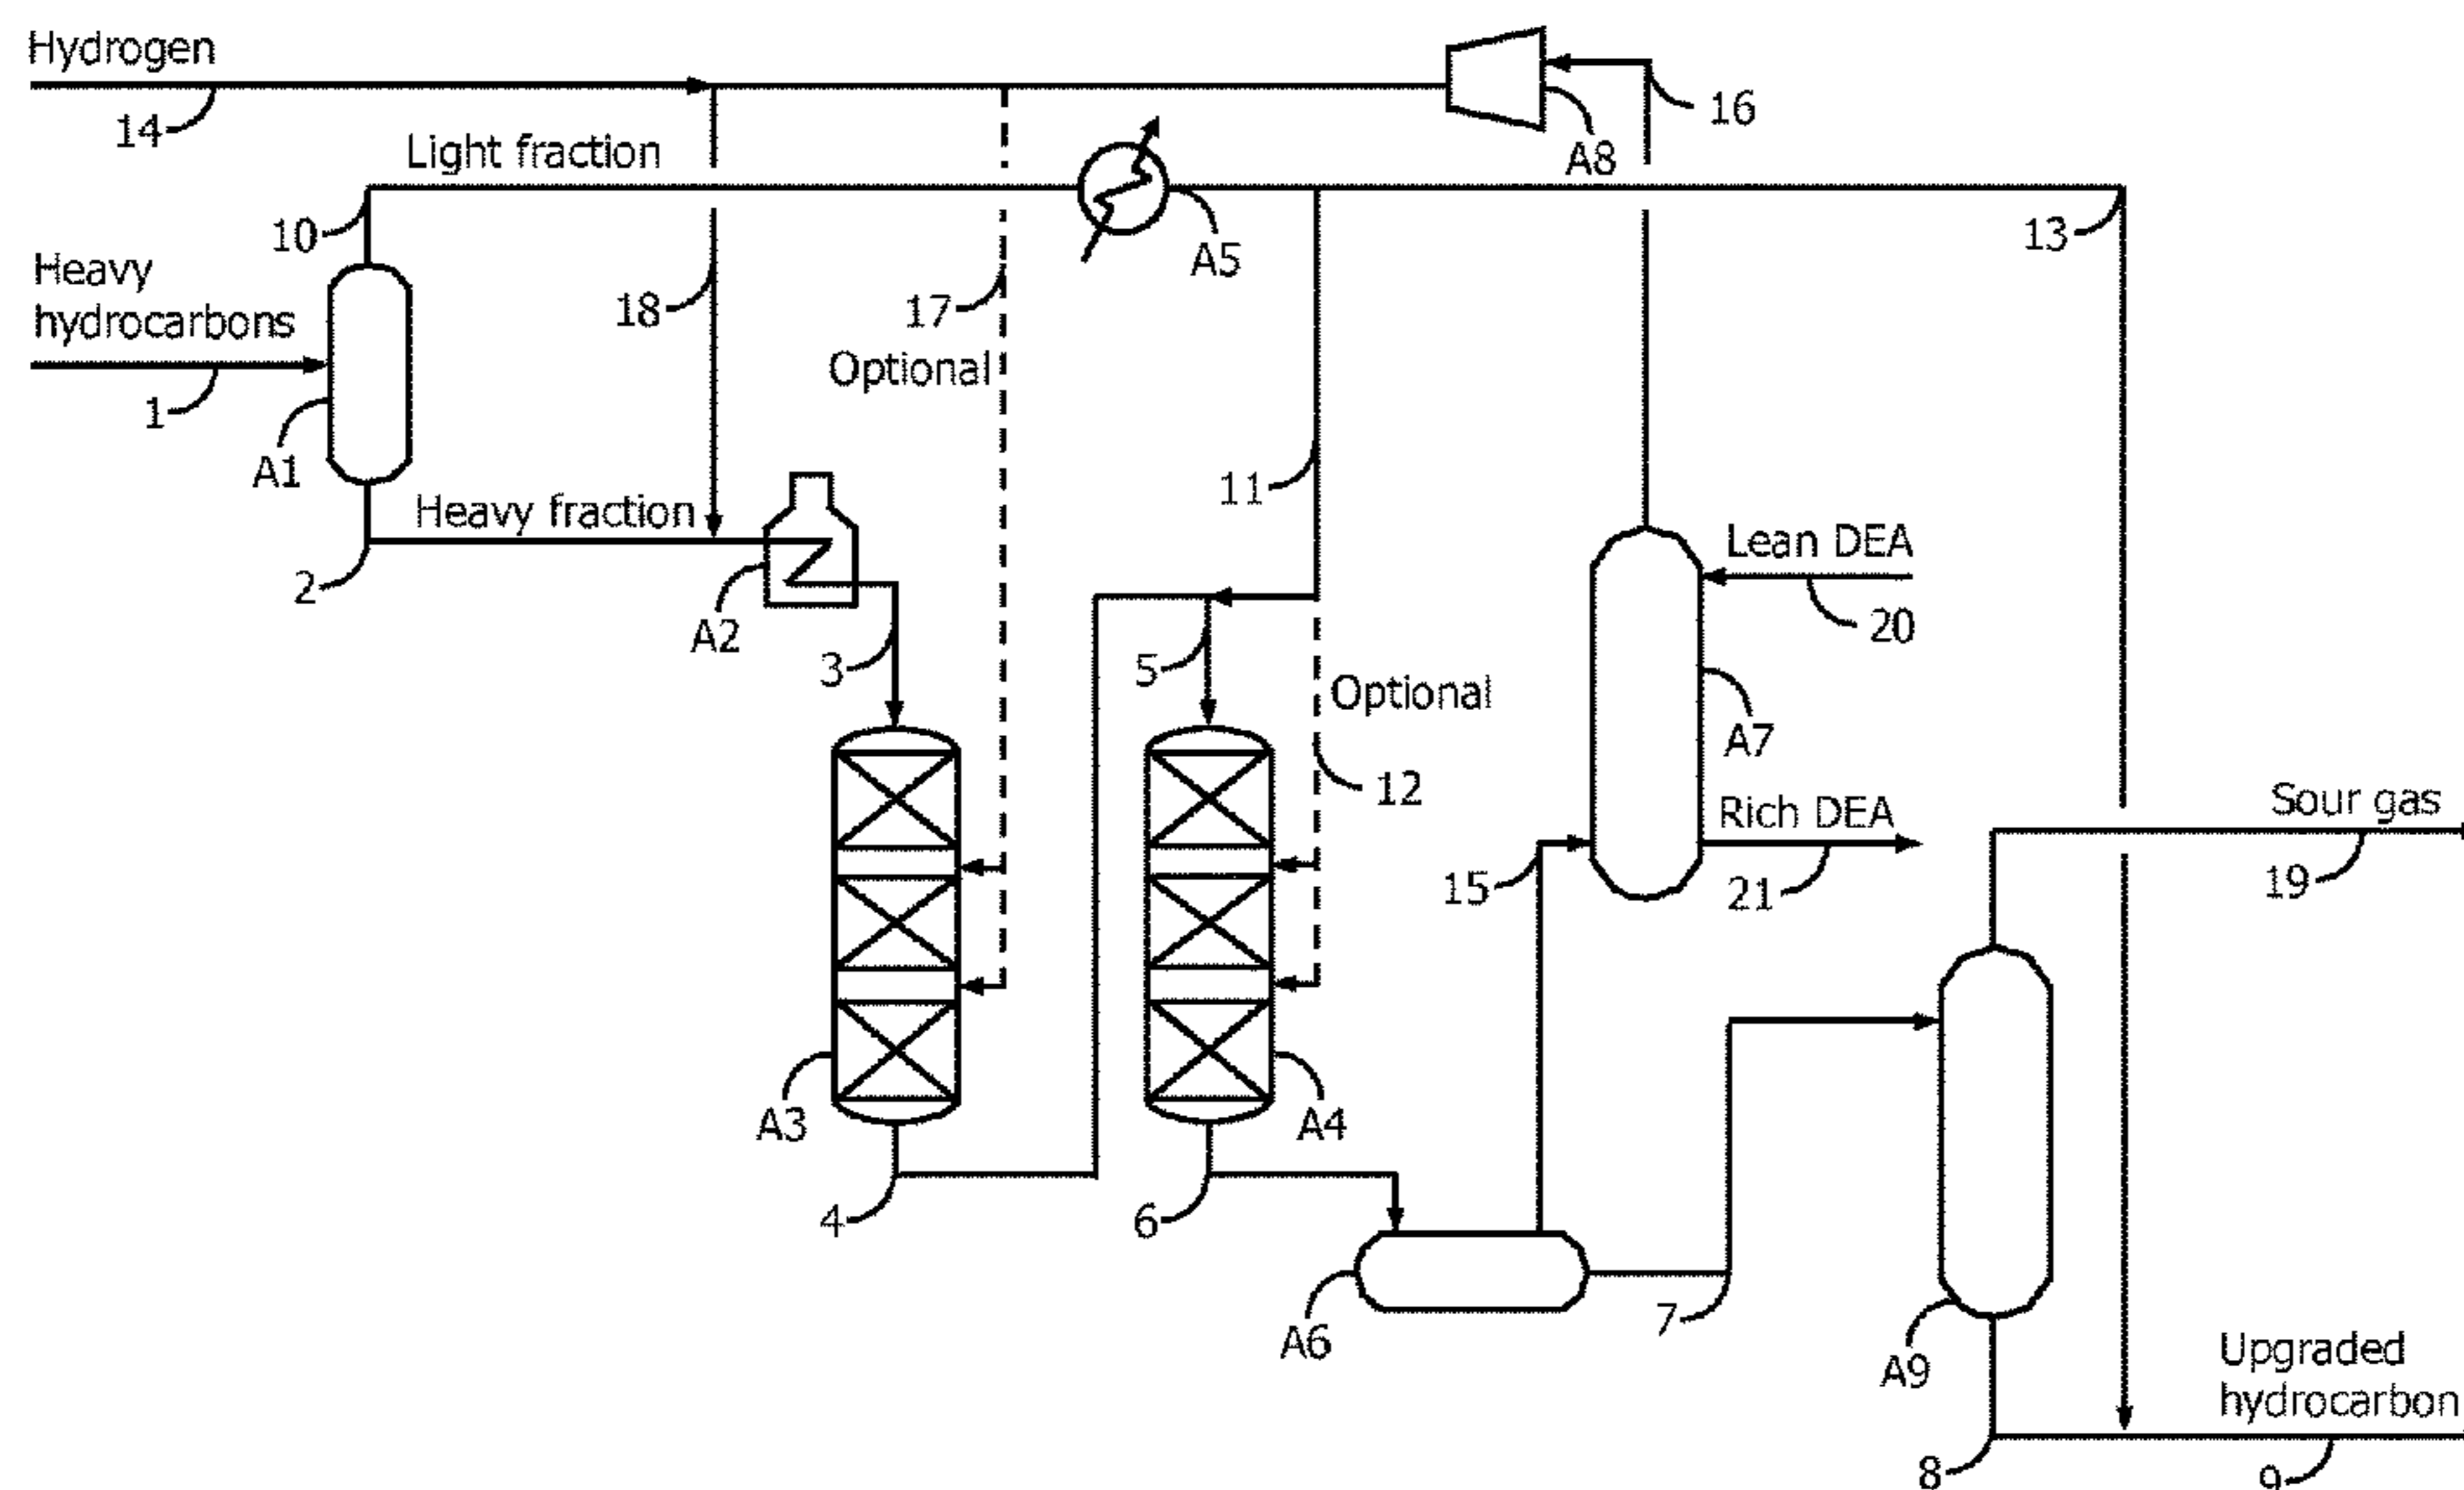 Hydrogen
14
16
A8
Light fraction
10
A5
13
Heavy
hydrocarbons
18
17
Optional
1
A1
11
Heavy fraction
Lean DEA
2
A2
20
3
5
Optional
A7
12
Sour gas
Rich DEA
15
21
19
A3
A4
4
6
7
A6
A9
Upgraded
hydrocarbon
8
9